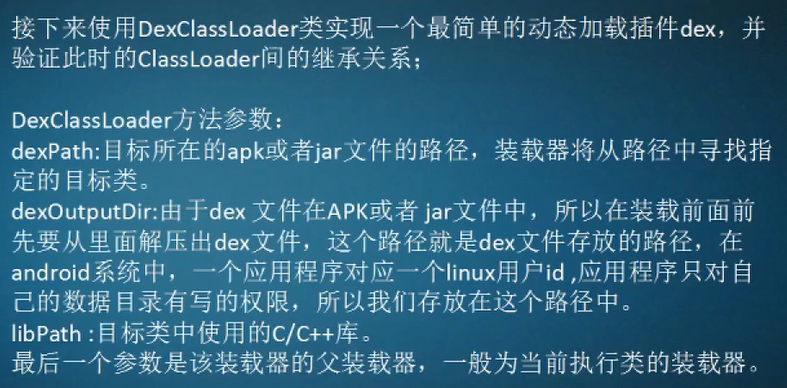 接下来使用DexClassLoader类实现一个最简单的动态加载插件dex，并
验证此时的ClassLoader间的继承关系；
DexClassLoader方法参数：
dexPath:目标所在的apk或者jar文件的路径，装载器将从路径中寻找指
定的目标类。
dexOutputDir:由于dex 文件在APK或者 jar文件中，所以在装载前面前
先要从里面解压出dex文件，这个路径就是dex文件存放的路径，在
android系统中，一个应用程序对应一个linux用户id ,应用程序只对自
己的数据目录有写的权限，所以我们存放在这个路径中。
libPath :目标类中使用的C/C++库。
最后一个参数是该装载器的父装载器，一般为当前执行类的装载器。